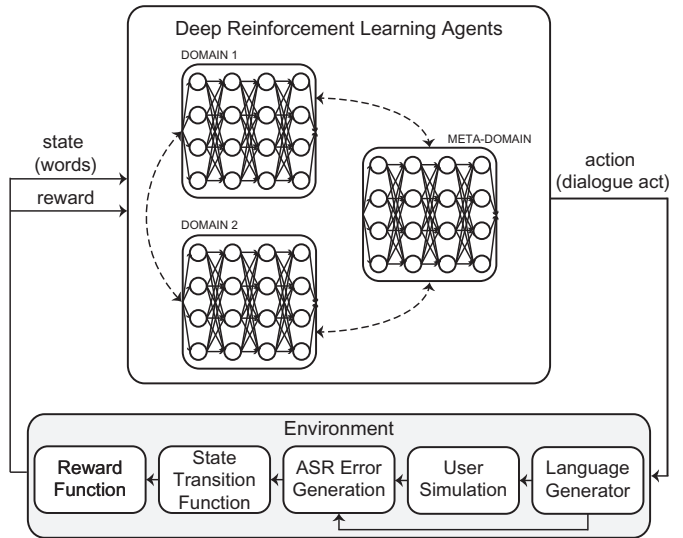 Deep Reinforcement Learning Agents
DOMAIN 1
META-DOMAIN
DOMAIN 2
state
(words)
reward
action
(dialogue act)
Environment
Reward
Function
State
Transition
Function
ASR Error
Generation
User
Simulation
Language
Generator